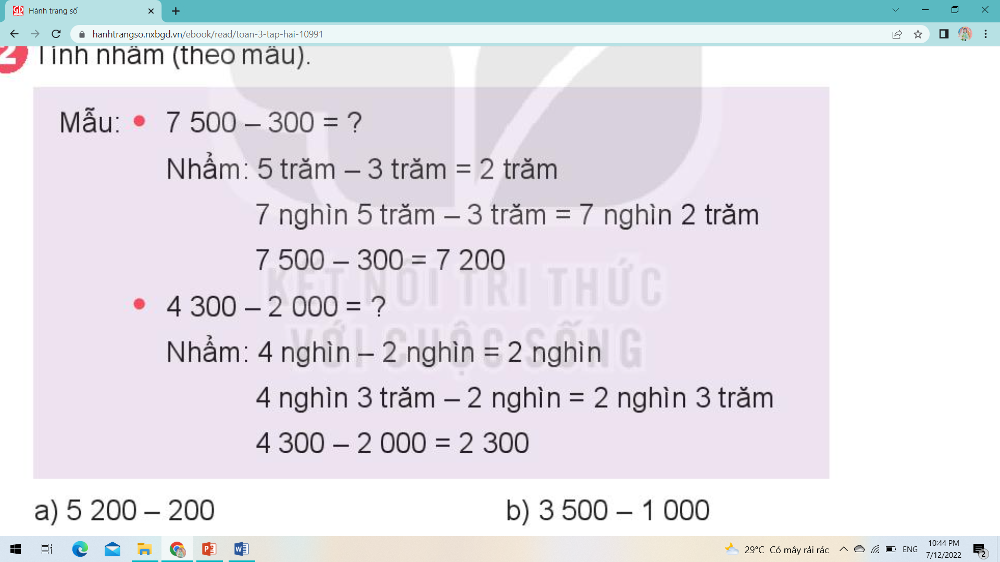 Hành trang số
hanhtrangso.nxbgd.vn/ebook/read/toan-3-tap-hai-10991
2 Tính nhẩm (theo mẫu).
Mẫu: • 7 500 – 300 = ?
Nhẩm: 5 trăm – 3 trăm = 2 trăm
7 nghìn 5 trăm – 3 trăm = 7 nghìn 2 trăm
7 500 – 300 = 7 200
KẾT NỐI TRI THỨC
• 4 300 – 2 000 = ?
VỚI CUỘC SỐNG
Nhẩm: 4 nghìn – 2 nghìn = 2 nghìn
4 nghìn 3 trăm – 2 nghìn = 2 nghìn 3 trăm
4 300 – 2 000 = 2 300
a) 5 200 – 200
b) 3 500 – 1 000
29°C Có mây rải rác
ENG
10:44 PM
7/12/2022
2